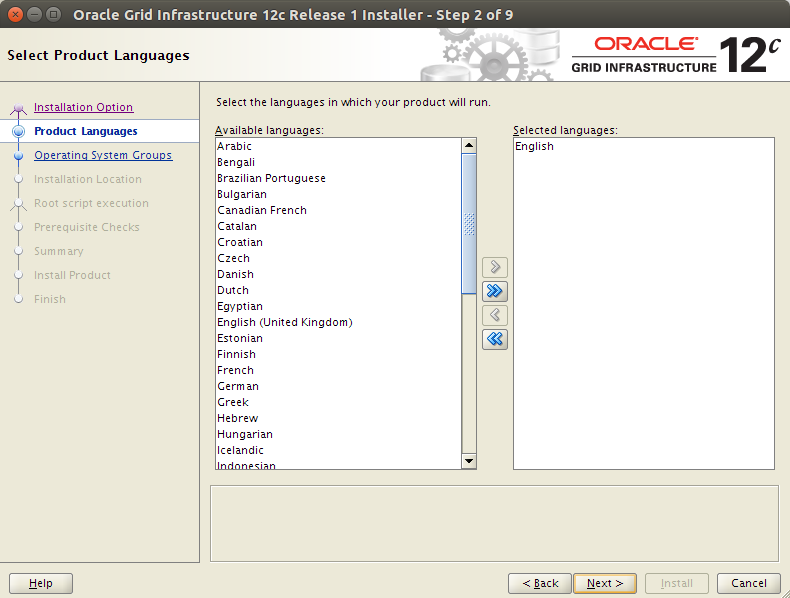 Oracle Grid Infrastructure 12c Release 1 Installer - Step 2 of 9
Select Product Languages
ORACLE
GRID INFRASTRUCTURE
12c
Installation Option
Product Languages
Operating System Groups
Installation Location
Root script execution
Prerequisite Checks
Summary
Install Product
Finish
Select the languages in which your product will run.
Available languages:
Arabic
Bengali
Brazilian Portuguese
Bulgarian
Canadian French
Catalan
Croatian
Czech
Danish
Dutch
Egyptian
English (United Kingdom)
Estonian
Finnish
French
German
Greek
Hebrew
Hungarian
Icelandic
Indonesian
Selected languages:
English
Help
< Back
Next >
Install
Cancel